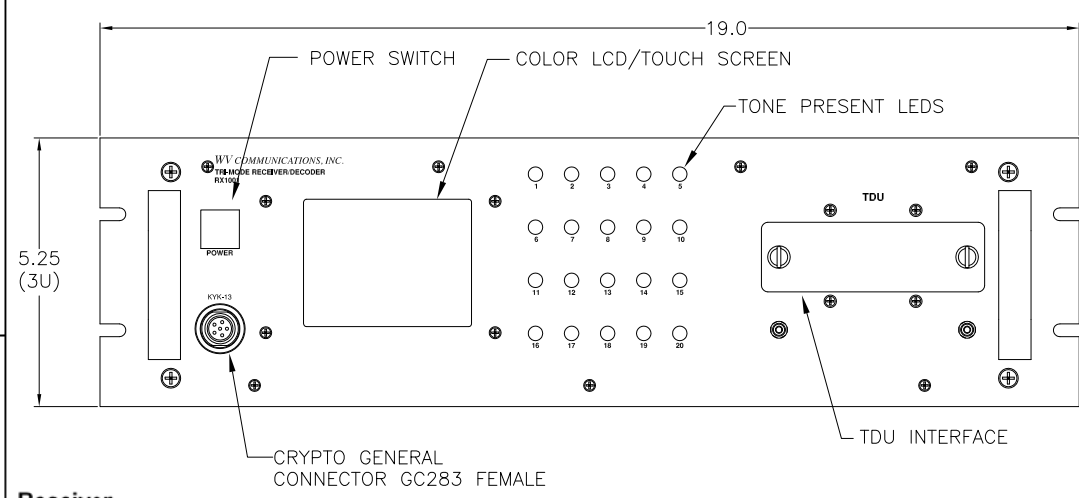 19.0
POWER SWITCH
COLOR LCD/TOUCH SCREEN
TONE PRESENT LEDS
WV COMMUNICATIONS, INC.
TRI-MODE RECEIVER/DECODER
RX1001
1 2 3 4 5
TDU
POWER
6 7 8 9 10
5.25
(3U)
KYK-13
11 12 13 14 15
16 17 18 19 20
TDU INTERFACE
CRYPTO GENERAL
CONNECTOR GC283 FEMALE
Receiver